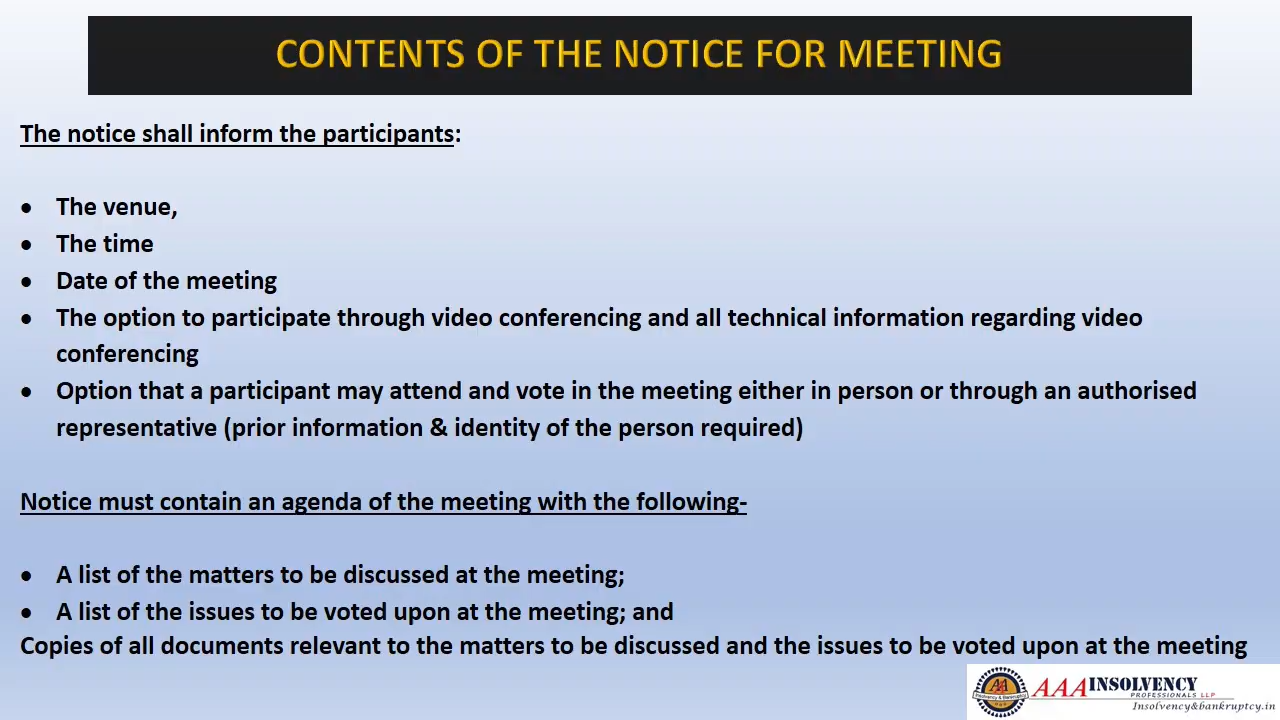 CONTENTS OF THE NOTICE FOR MEETING
The notice shall inform the participants:
• The venue,
• The time
• Date of the meeting
• The option to participate through video conferencing and all technical information regarding video
conferencing
• Option that a participant may attend and vote in the meeting either in person or through an authorised
representative (prior information & identity of the person required)
Notice must contain an agenda of the meeting with the following-
• A list of the matters to be discussed at the meeting;
• A list of the issues to be voted upon at the meeting; and
Copies of all documents relevant to the matters to be discussed and the issues to be voted upon at the meeting
AAA INSOLVENCY
PROFESSIONALS LLP
Insolvency&bankruptcy.in